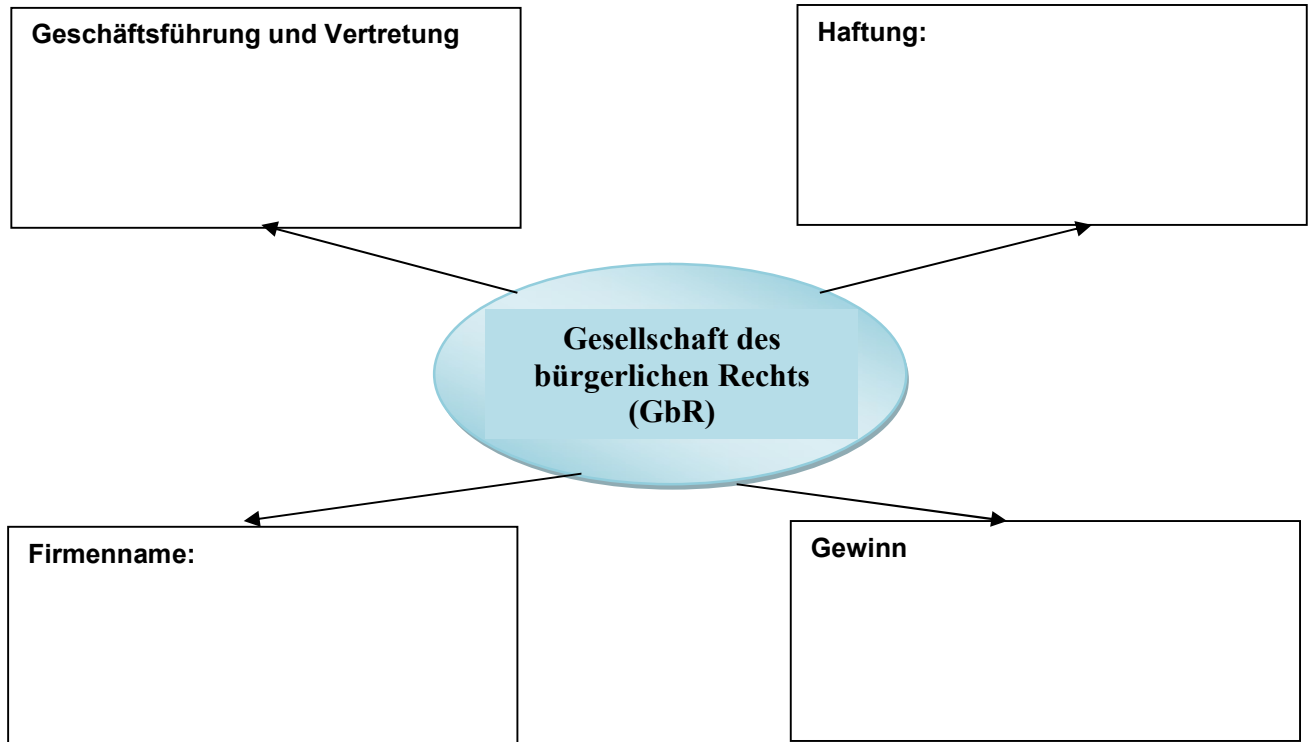 Geschäftsführung und Vertretung
Haftung:
Gesellschaft des
bürgerlichen Rechts
(GbR)
Firmenname:
Gewinn